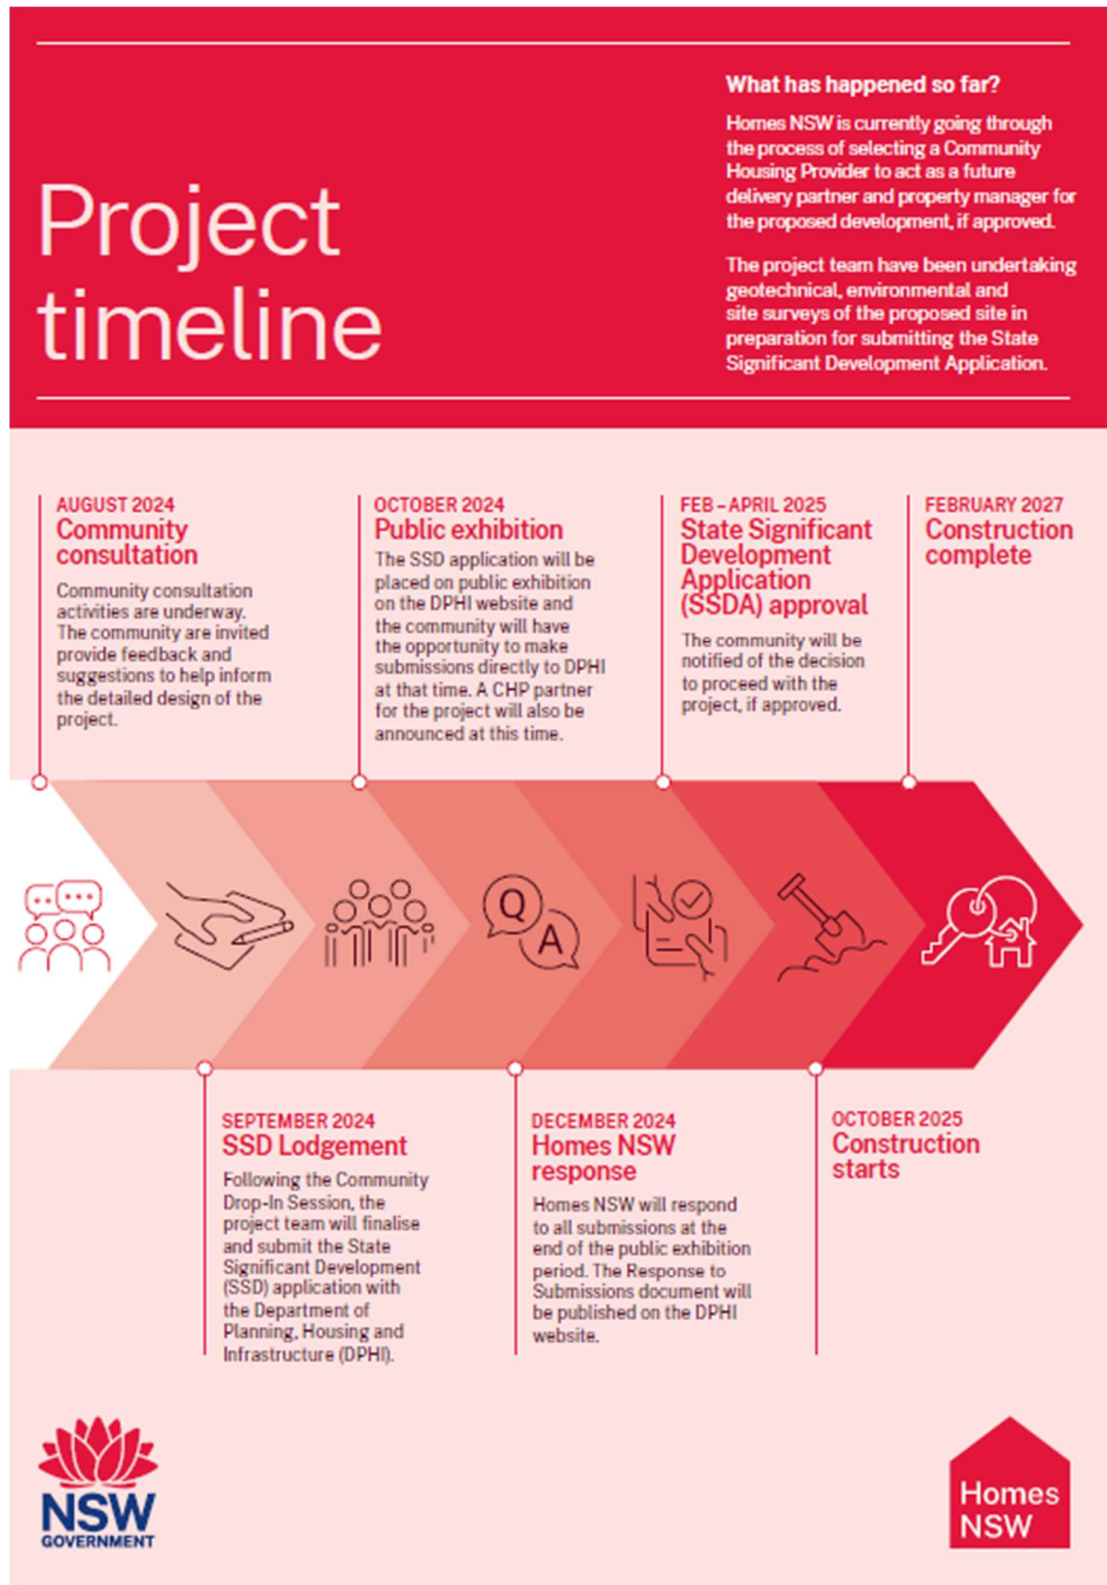 Project
timeline
What has happened so far?
Homes NSW is currently going through
the process of selecting a Community
Housing Provider to act as a future
delivery partner and property manager for
the proposed development, if approved.
The project team have been undertaking
geotechnical, environmental and
site surveys of the proposed site in
preparation for submitting the State
Significant Development Application.
AUGUST 2024
Community
consultation
Community consultation
activities are underway.
The community are invited
provide feedback and
suggestions to help inform
the detailed design of the
project.
OCTOBER 2024
Public exhibition
The SSD application will be
placed on public exhibition
on the DPHI website and
the community will have
the opportunity to make
submissions directly to DPHI
at that time. A CHP partner
for the project will also be
announced at this time.
FEB – APRIL 2025
State Significant
Development
Application
(SSDA) approval
The community will be
notified of the decision
to proceed with the
project, if approved.
FEBRUARY 2027
Construction
complete
Q
A
SEPTEMBER 2024
SSD Lodgement
Following the Community
Drop-In Session, the
project team will finalise
and submit the State
Significant Development
(SSD) application with
the Department of
Planning, Housing and
Infrastructure (DPHI).
DECEMBER 2024
Homes NSW
response
Homes NSW will respond
to all submissions at the
end of the public exhibition
period. The Response to
Submissions document will
be published on the DPHI
website.
OCTOBER 2025
Construction
starts
NSW
GOVERNMENT
Homes
NSW